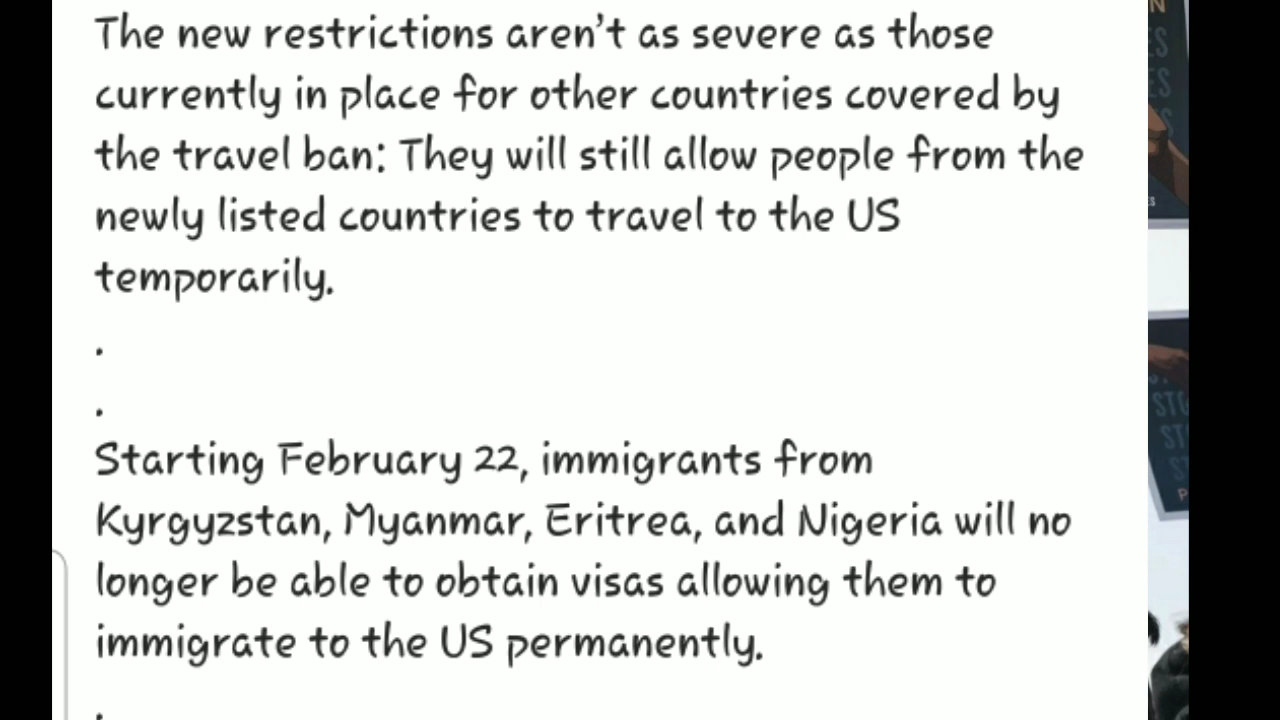 The new restrictions aren't as severe as those
currently in place for other countries covered by
the travel ban: They will still allow people from the
newly listed countries to travel to the US
temporarily.
.
.
Starting February 22, immigrants from
Kyrgyzstan, Myanmar, Eritrea, and Nigeria will no
longer be able to obtain visas allowing them to
immigrate to the US permanently.
.